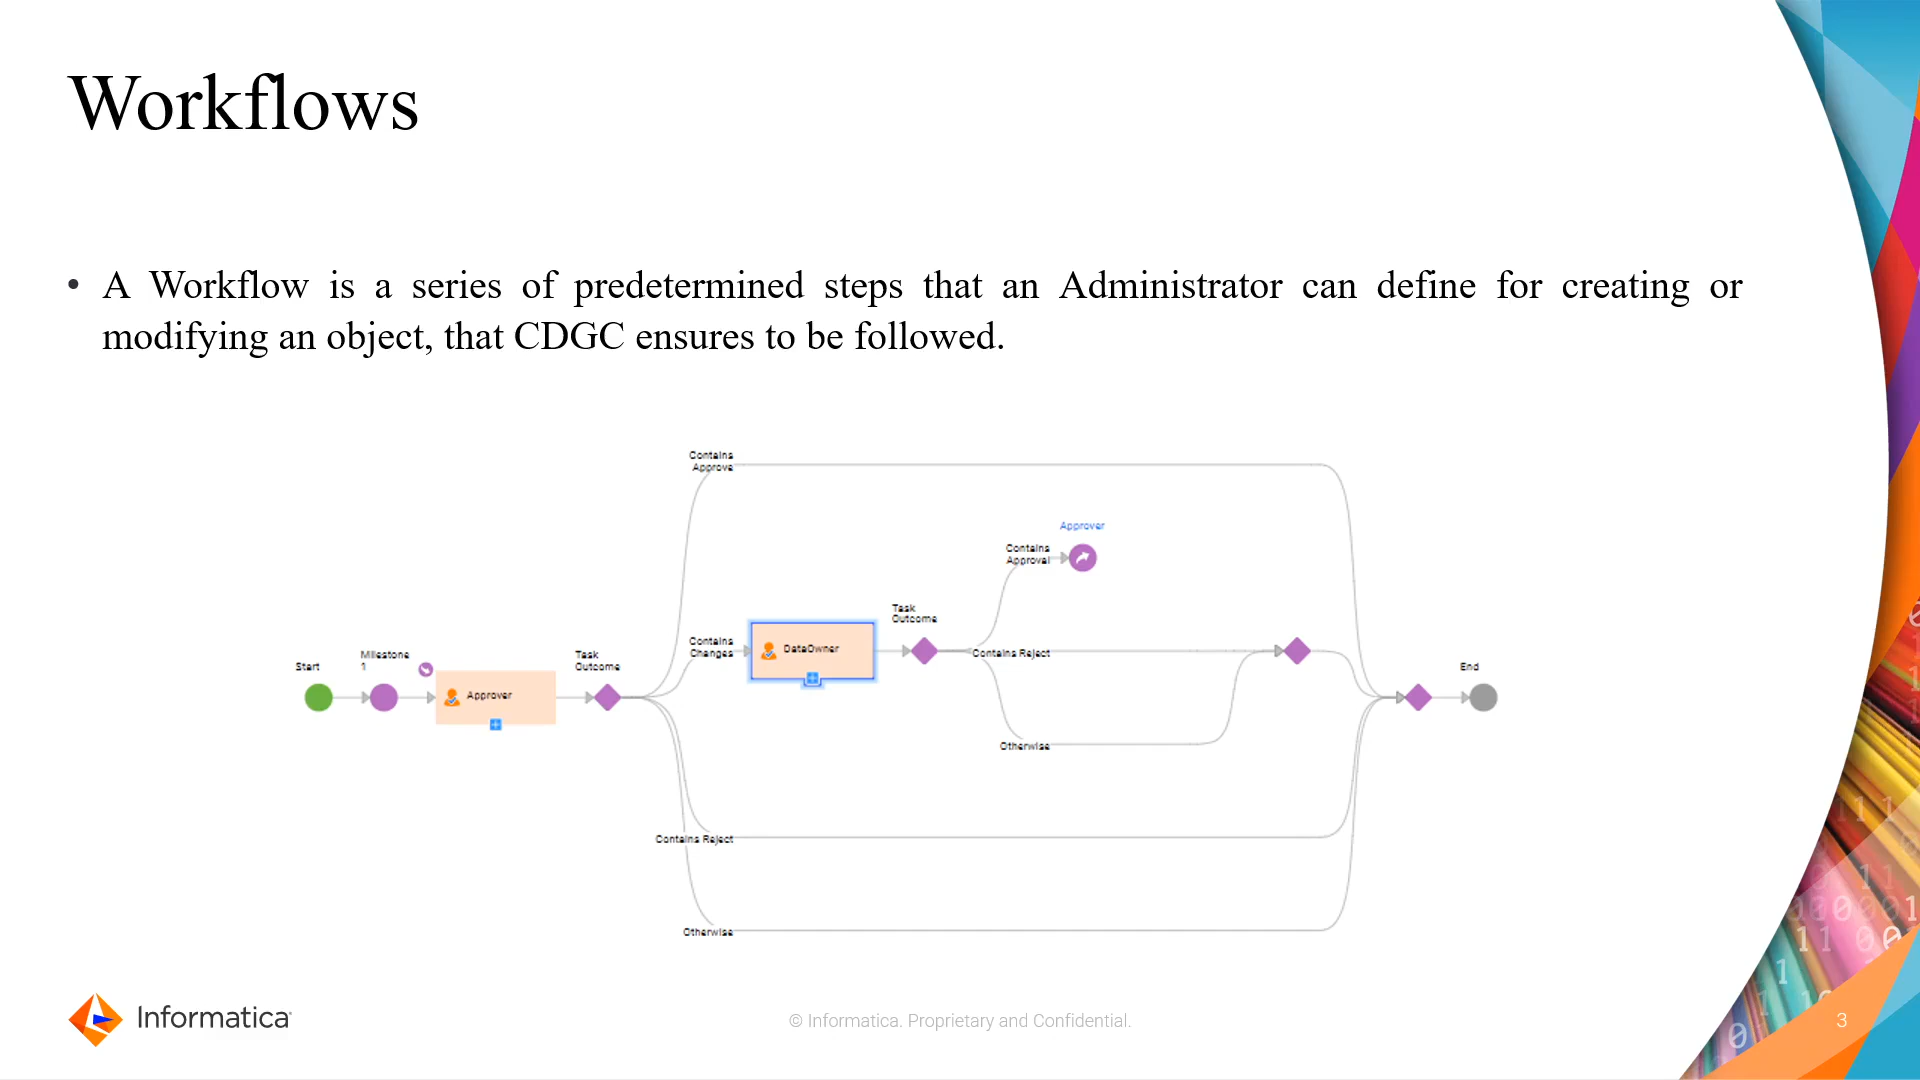 Workflows
• A Workflow is a series of predetermined steps that an Administrator can define for creating or
modifying an object, that CDGC ensures to be followed.
Contains
Approve
Approver
Contains
Approval
Task
Outcome
Contains
Changes
DataOwner
Contains Reject
Start
Milestone
1
Approver
Task
Outcome
End
Otherwise
Contains Reject
Otherwise
Informatica
© Informatica. Proprietary and Confidential.
3